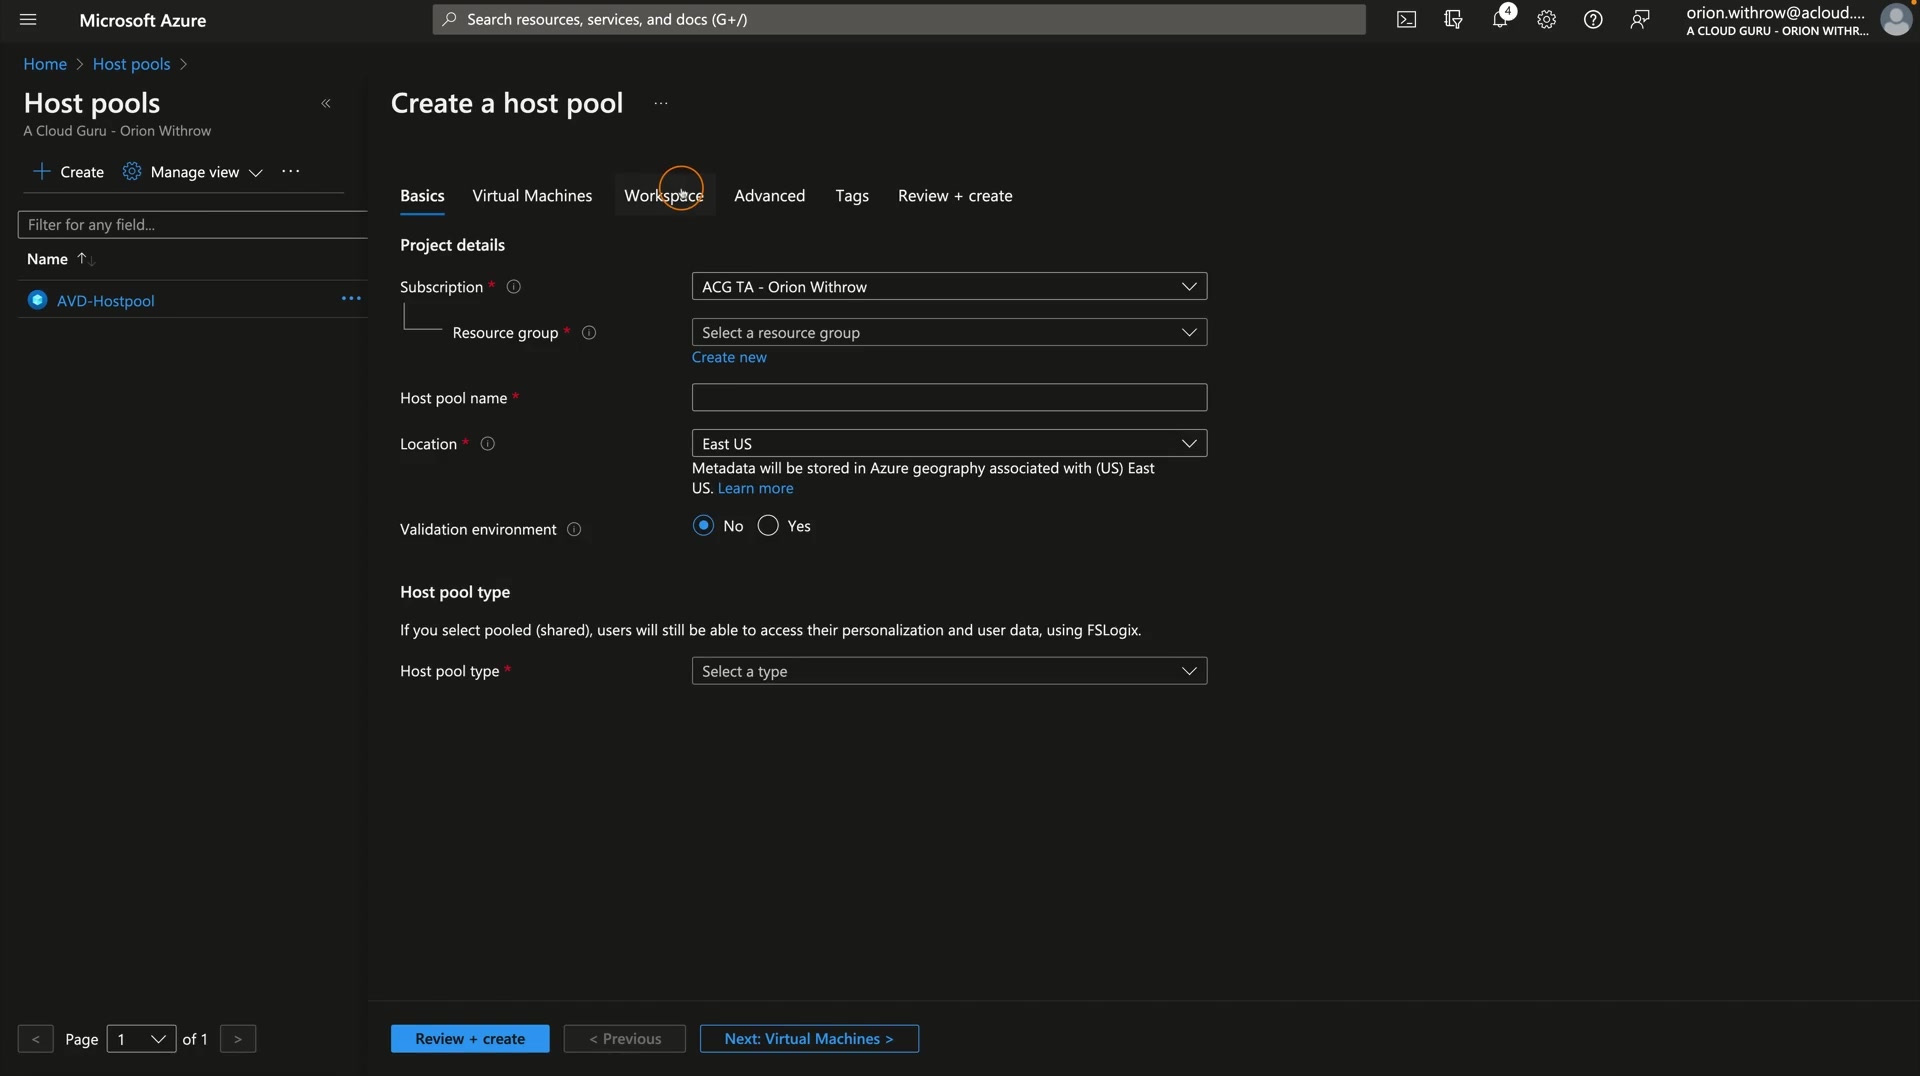 Microsoft Azure
Search resources, services, and docs (G+/)
4
orion.withrow@acloud....
A CLOUD GURU - ORION WITHR...
Home > Host pools >
Host pools
A Cloud Guru - Orion Withrow
Create
Manage view
Filter for any field...
Name
AVD-Hostpool
Create a host pool
Basics
Virtual Machines
Workspace
Advanced
Tags
Review + create
Project details
Subscription *
ACG TA - Orion Withrow
Resource group *
Select a resource group
Create new
Host pool name *
Location *
East US
Metadata will be stored in Azure geography associated with (US) East
US. Learn more
Validation environment
No
Yes
Host pool type
If you select pooled (shared), users will still be able to access their personalization and user data, using FSLogix.
Host pool type *
Select a type
< Page 1 of 1 >
Review + create
< Previous
Next: Virtual Machines >